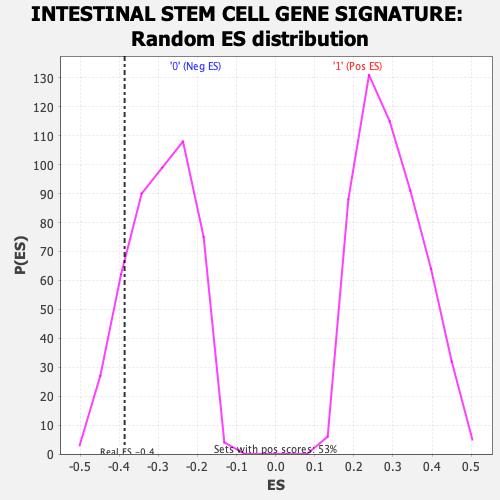 INTESTINAL STEM CELL GENE SIGNATURE:
Random ES distribution
'0' (Neg ES)
'1' (Pos ES)
130
120
110
100
90
80
70
60
50
40
30
20
10
0
P(ES)
Real ES -0.4
Sets with pos scores: 53%
-0.5 -0.4 -0.3 -0.2 -0.1 0.0 0.1 0.2 0.3 0.4 0.5
ES